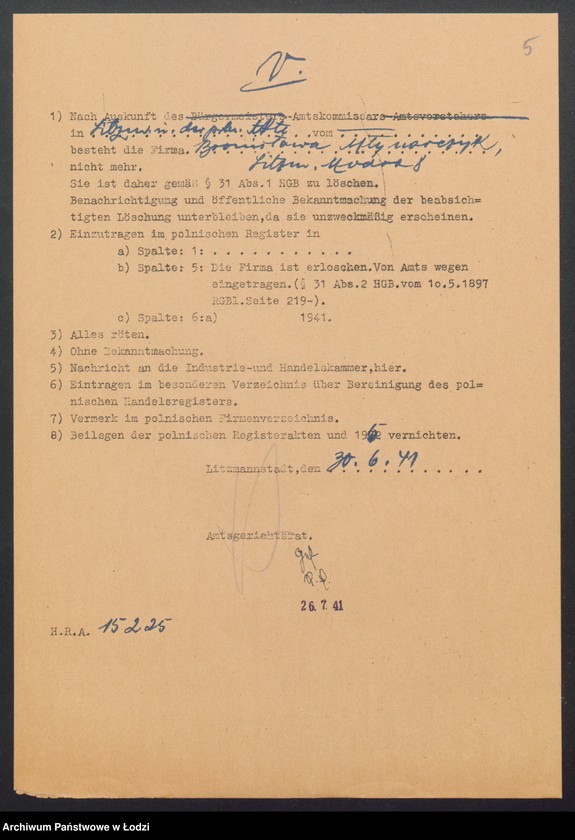 5
V.
1) Nach Auskunft des Bürgermeisters-Amtskommissars-Amtsvorstehers
in Litzm. u. . . . . . vom
besteht die Firma. Bronisława Młynarczyk,
nicht mehr. Litzm.
Sie ist daher gemäß § 31 Abs.1 HGB zu löschen.
Benachrichtigung und öffentliche Bekanntmachung der beabsich=
tigten Löschung unterbleiben,da sie unzweckmäßig erscheinen.
2) Einzutragen im polnischen Register in
a) Spalte: 1: . . . . . . . . . . . .
b) Spalte: 5: Die Firma ist erloschen.Von Amts wegen
eingetragen.(§ 31 Abs.2 HGB.vom 1o.5.1897
RGBl.Seite 219-).
c) Spalte: 6:a) 1941.
3) Alles röten.
4) Ohne Bekanntmachung.
5) Nachricht an die Industrie-und Handelskammer,hier.
6) Eintragen im besonderen Verzeichnis über Bereinigung des pol=
nischen Handelsregisters.
7) Vermerk im polnischen Firmenverzeichnis.
8) Beilegen der polnischen Registerakten und 1952 vernichten.
Litzmannstadt,den 30.6.41
Amtsgerichtsrat.
26.7.41
H.R.A. 15225
Archiwum Państwowe w Łodzi